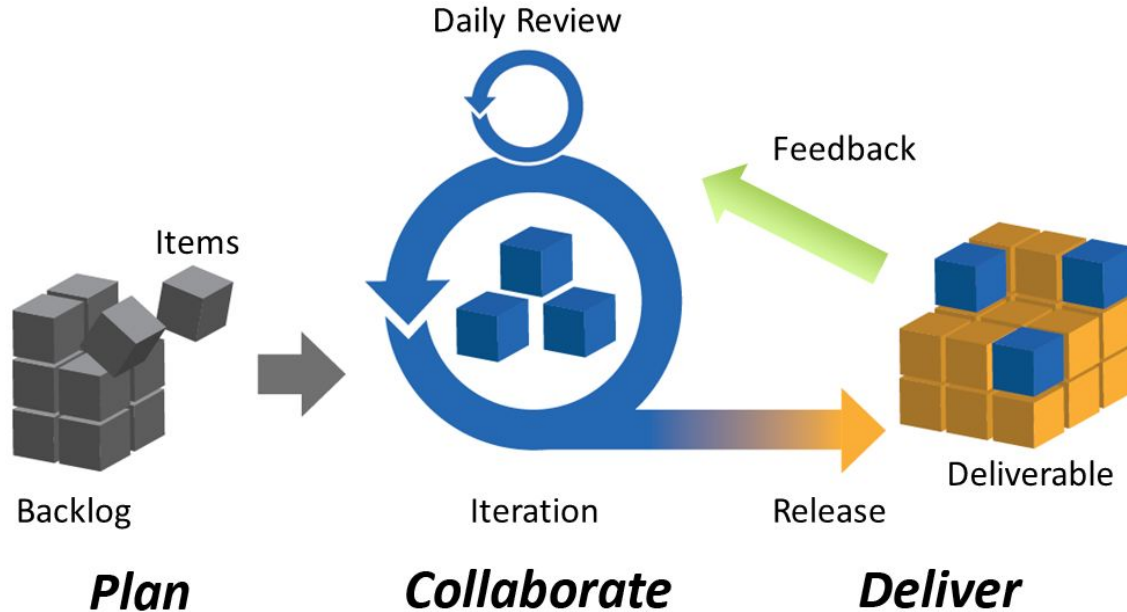 Daily Review
Feedback
Items
Deliverable
Backlog
Iteration
Release
Plan
Collaborate
Deliver